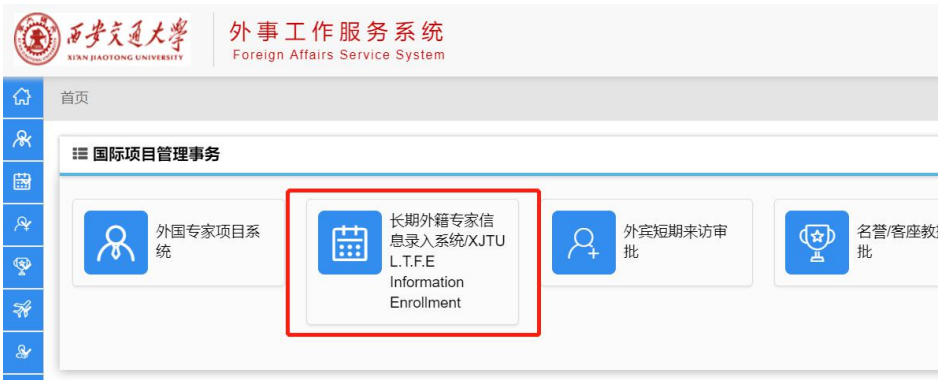 西安交通大学
XI'AN JIAOTONG UNIVERSITY
外事工作服务系统
Foreign Affairs Service System
首页
国际项目管理事务
外国专家项目系
统
长期外籍专家信
息录入系统/XJTU
L.T.F.E
Information
Enrollment
外宾短期来访审
批
名誉/客座教
批